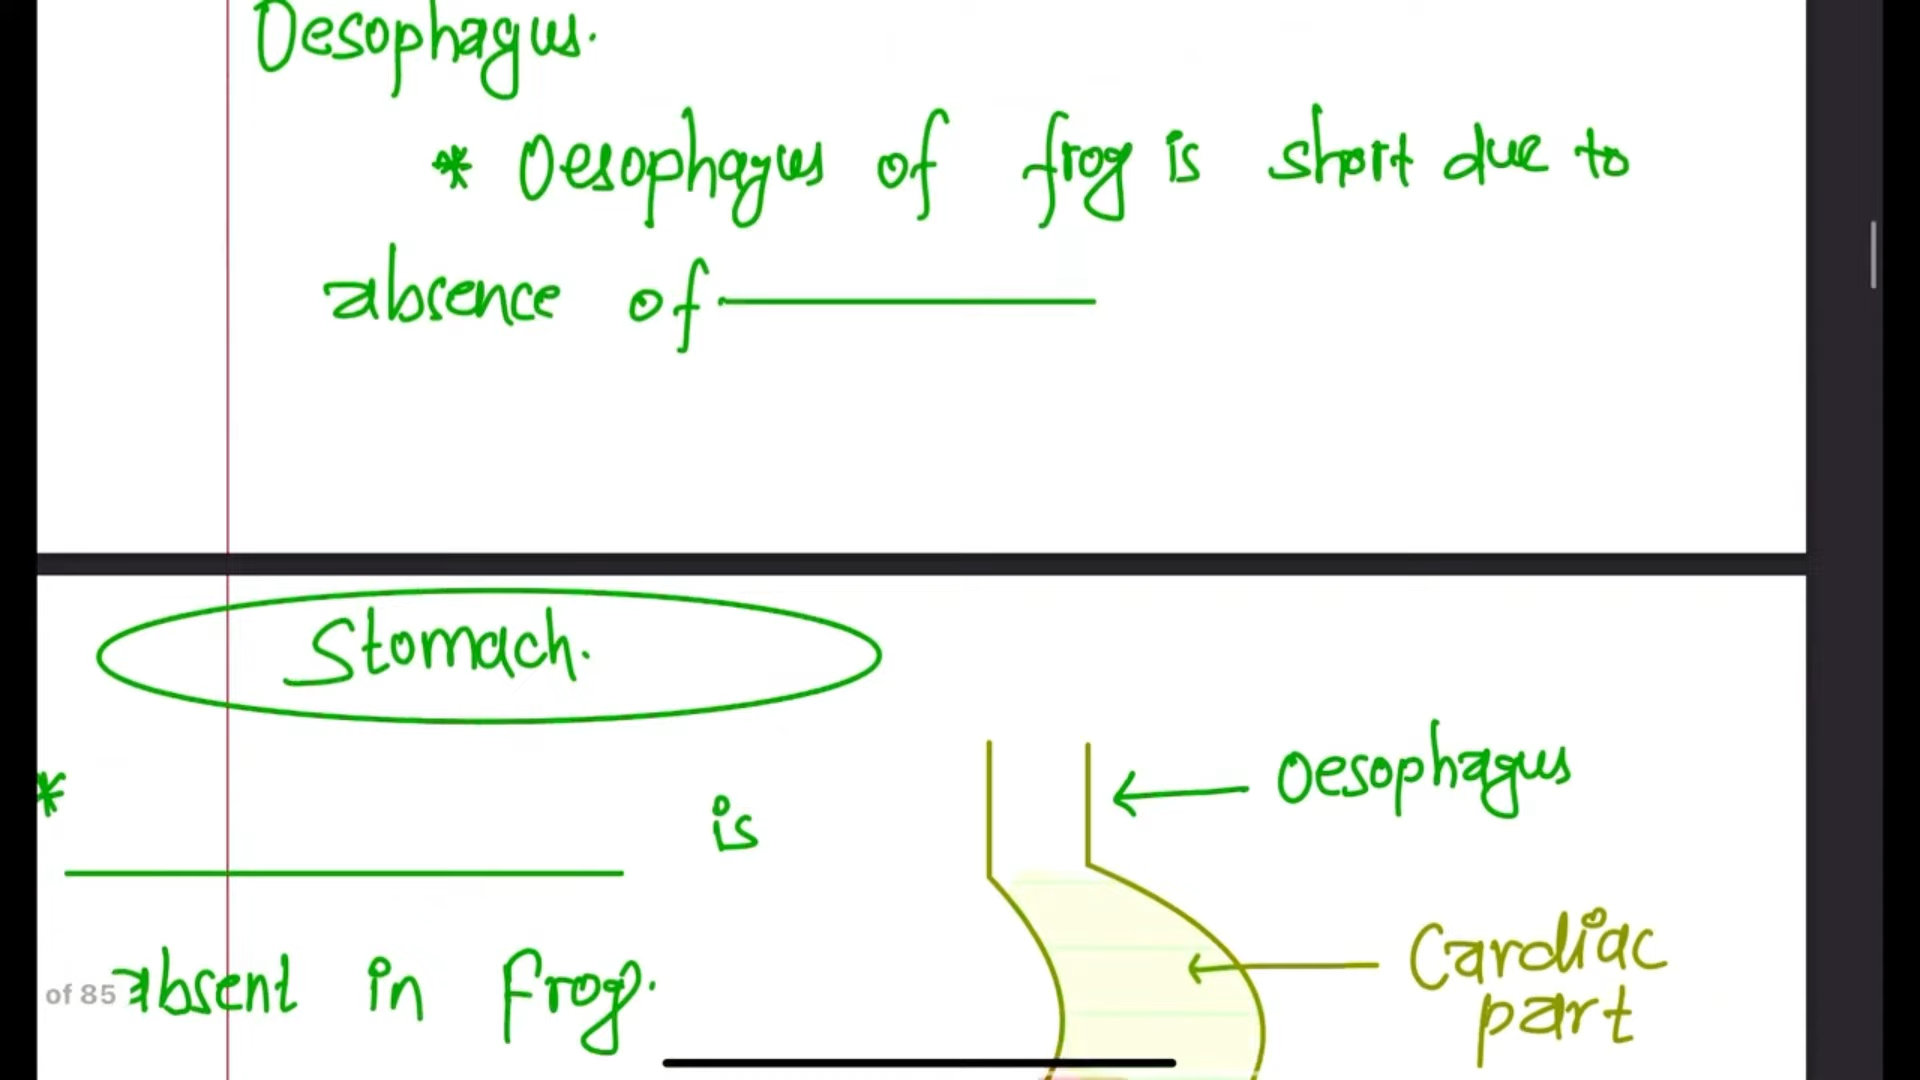 Oesophagus.
* Oesophagus of frog is short due to
absence of
Stomach.
* is
absent in Frog.
Oesophagus
Cardiac
part
of 85